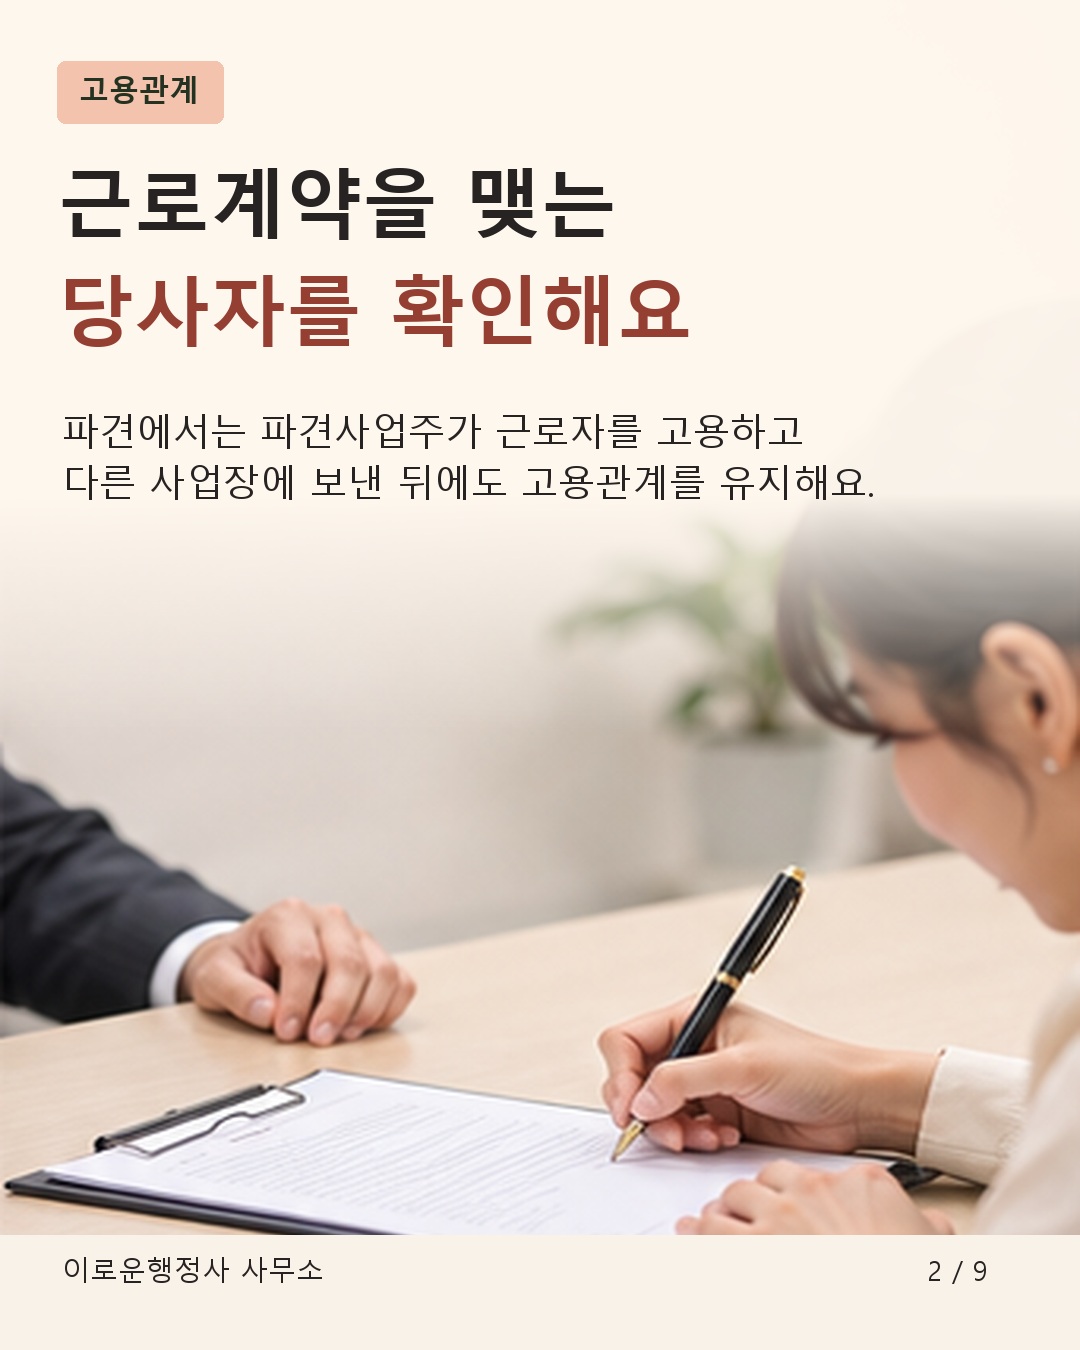 고용관계
근로계약을 맺는
당사자를 확인해요
파견에서는 파견사업주가 근로자를 고용하고
다른 사업장에 보낸 뒤에도 고용관계를 유지해요.
이로운행정사 사무소
2 / 9